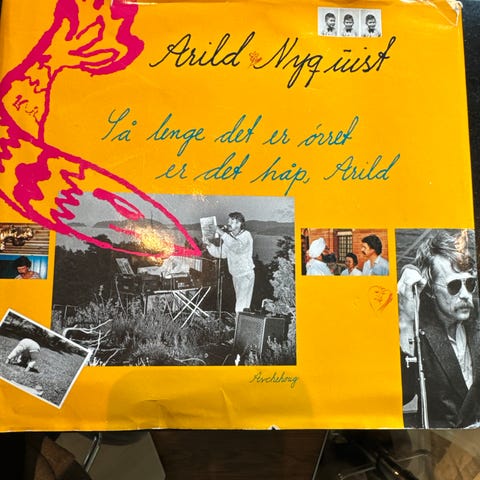 Arild Nyquist
Så lenge det er ørret
er det håp, Arild
Aschehoug